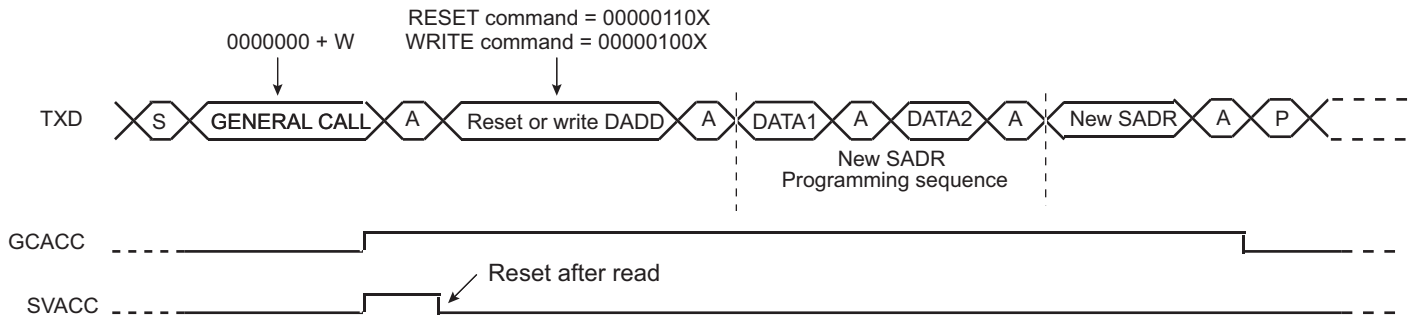 RESET command = 00000110X
0000000 + W
WRITE command = 00000100X
TXD S GENERAL CALL A Reset or write DADD A DATA1 A DATA2 A New SADR A P
New SADR
Programming sequence
GCACC
Reset after read
SVACC